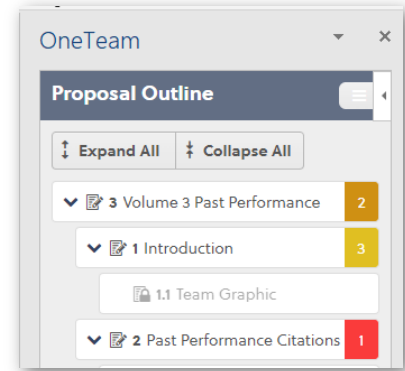 OneTeam
Proposal Outline
Expand All Collapse All
3 Volume 3 Past Performance 2
1 Introduction 3
1.1 Team Graphic
2 Past Performance Citations 1